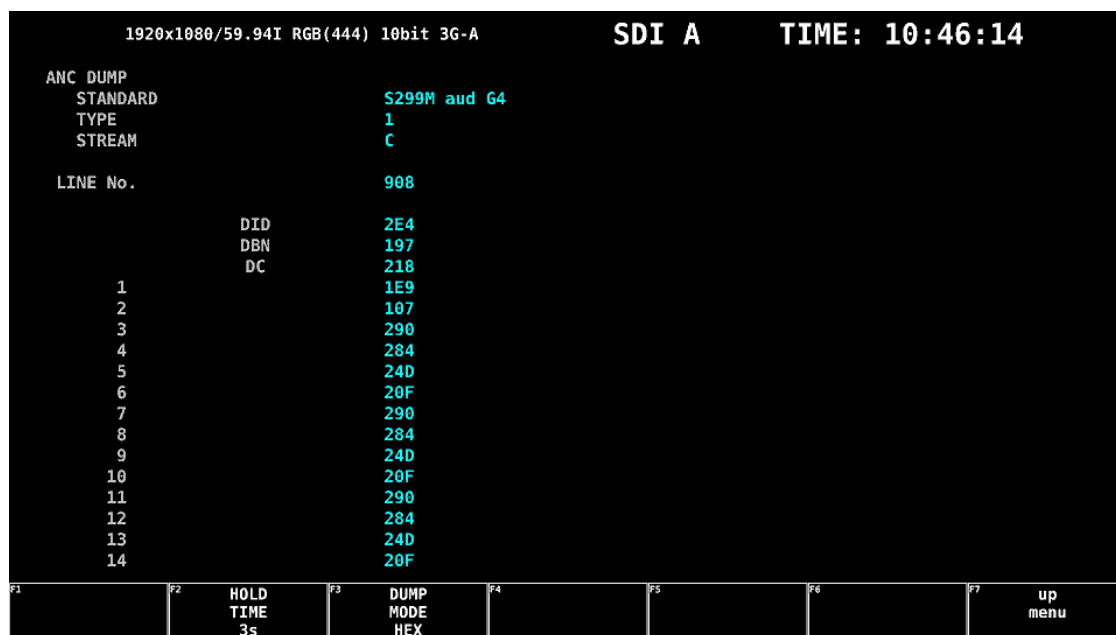 1920x1080/59.94I RGB(444) 10bit 3G-A SDI A TIME: 10:46:14
ANC DUMP
STANDARD S299M aud G4
TYPE 1
STREAM C
LINE No. 908
DID 2E4
DBN 197
DC 218
1 1E9
2 107
3 290
4 284
5 24D
6 20F
7 290
8 284
9 24D
10 20F
11 290
12 284
13 24D
14 20F
F1 F2 HOLD F3 DUMP F4 F5 F6 F7 up
TIME MODE menu
3s HEX